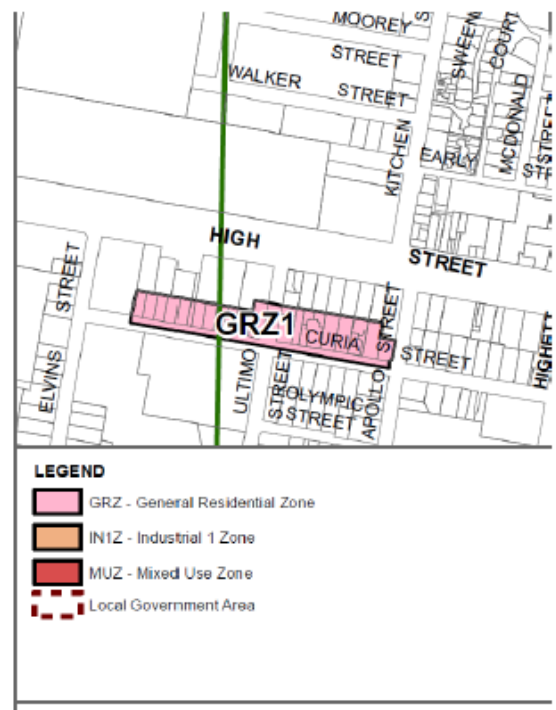 MOOREY
STREET
WALKER
STREET
SWEEN
COURT
MCDONALD
STREET
KITCHEN
EARLY
STR
HIGH
STREET
STREET
ELVINS
GRZ1
CURIA
STREET
STREET
HIGHETT
ULTIMO
STREET
OLYMPIC
STREET
APOLLO
LEGEND
GRZ - General Residential Zone
IN1Z - Industrial 1 Zone
MUZ - Mixed Use Zone
Local Government Area